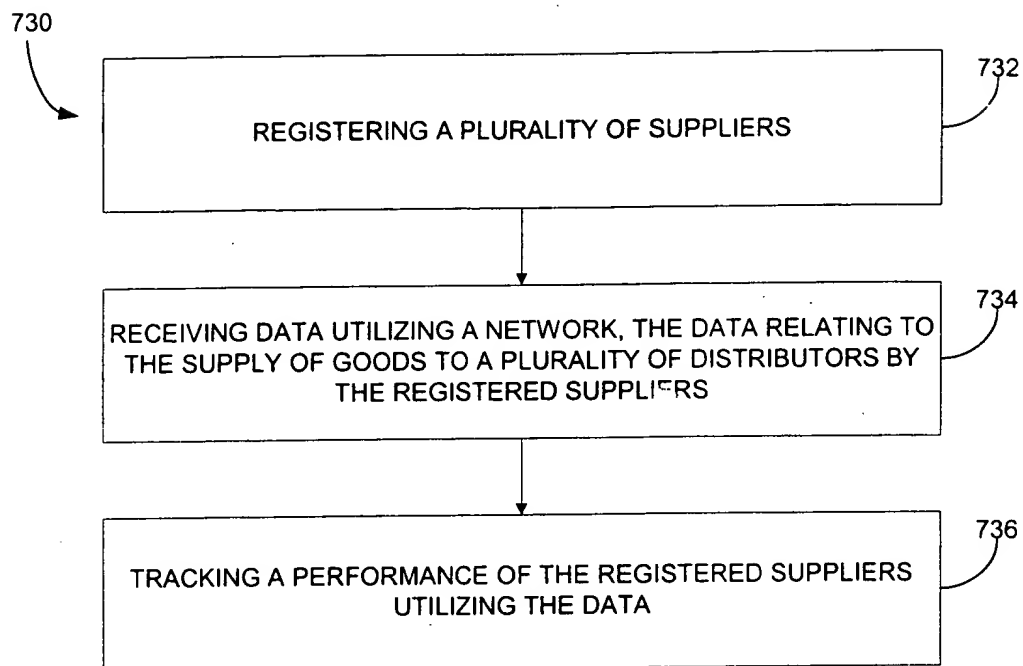 730
732
REGISTERING A PLURALITY OF SUPPLIERS
734
RECEIVING DATA UTILIZING A NETWORK, THE DATA RELATING TO
THE SUPPLY OF GOODS TO A PLURALITY OF DISTRIBUTORS BY
THE REGISTERED SUPPLIERS
736
TRACKING A PERFORMANCE OF THE REGISTERED SUPPLIERS
UTILIZING THE DATA